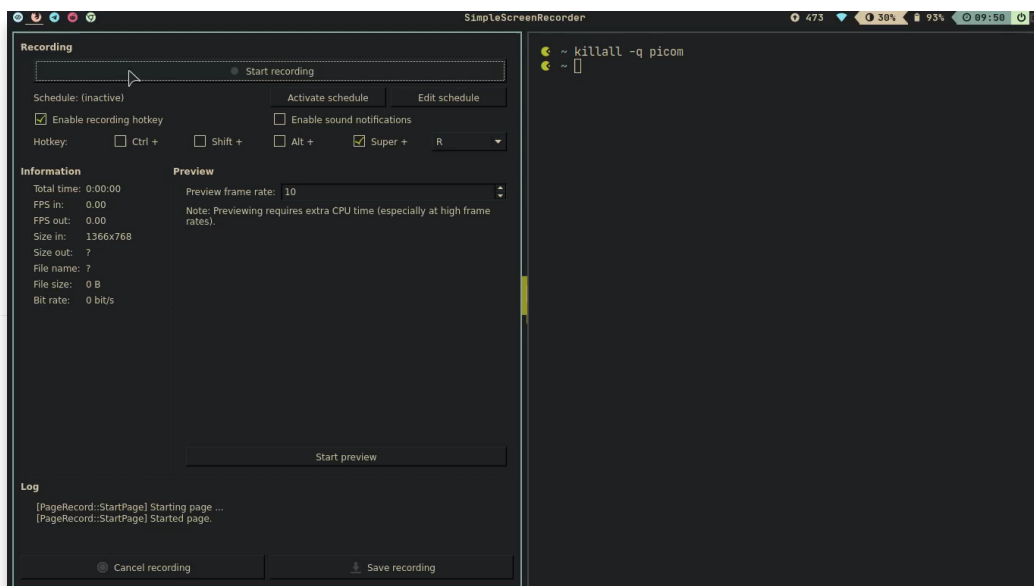 SimpleScreenRecorder
473 30% 93% 09:50
Recording
Start recording
Schedule: (inactive) Activate schedule Edit schedule
Enable recording hotkey Enable sound notifications
Hotkey: Ctrl + Shift + Alt + Super + R
Information
Total time: 0:00:00
FPS in: 0.00
FPS out: 0.00
Size in: 1366x768
Size out: ?
File name: ?
File size: 0 B
Bit rate: 0 bit/s
Preview
Preview frame rate: 10
Note: Previewing requires extra CPU time (especially at high frame
rates).
Start preview
Log
[PageRecord::StartPage] Starting page ...
[PageRecord::StartPage] Started page.
Cancel recording Save recording
~ killall -q picom
~